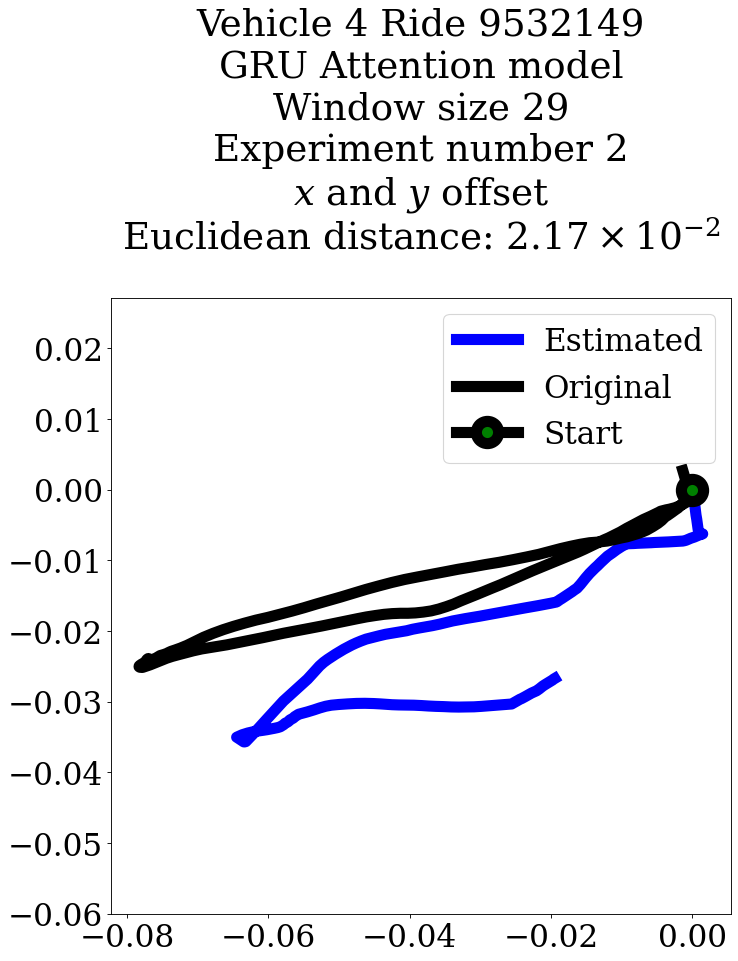 Vehicle 4 Ride 9532149
GRU Attention model
Window size 29
Experiment number 2
x and y offset
Euclidean distance: 2.17 × 10⁻²
Estimated
Original
Start
0.02
0.01
0.00
−0.01
−0.02
−0.03
−0.04
−0.05
−0.06
−0.08 −0.06 −0.04 −0.02 0.00